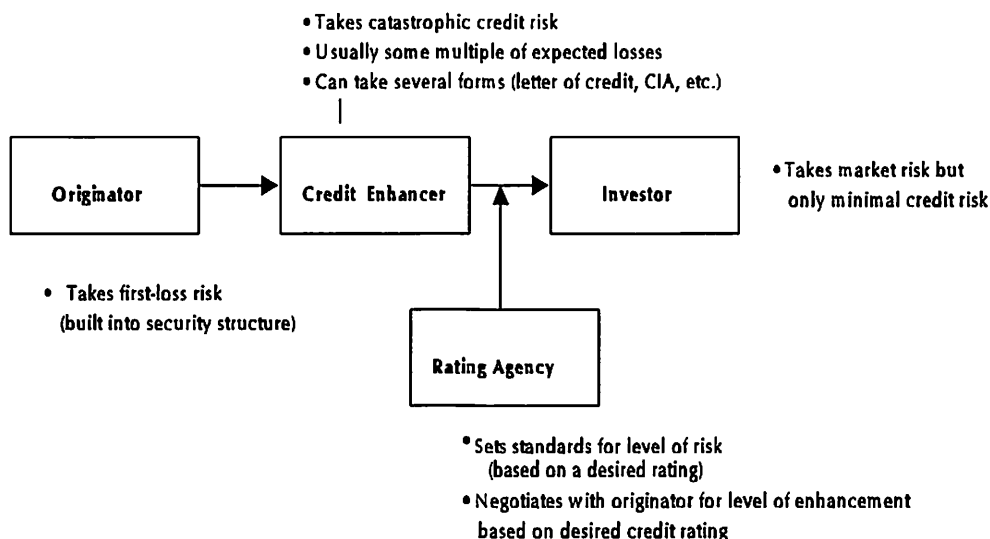 • Takes catastrophic credit risk
• Usually some multiple of expected losses
• Can take several forms (letter of credit, CIA, etc.)
Originator
Credit Enhancer
Investor
• Takes market risk but
only minimal credit risk
• Takes first-loss risk
(built into security structure)
Rating Agency
• Sets standards for level of risk
(based on a desired rating)
• Negotiates with originator for level of enhancement
based on desired credit rating